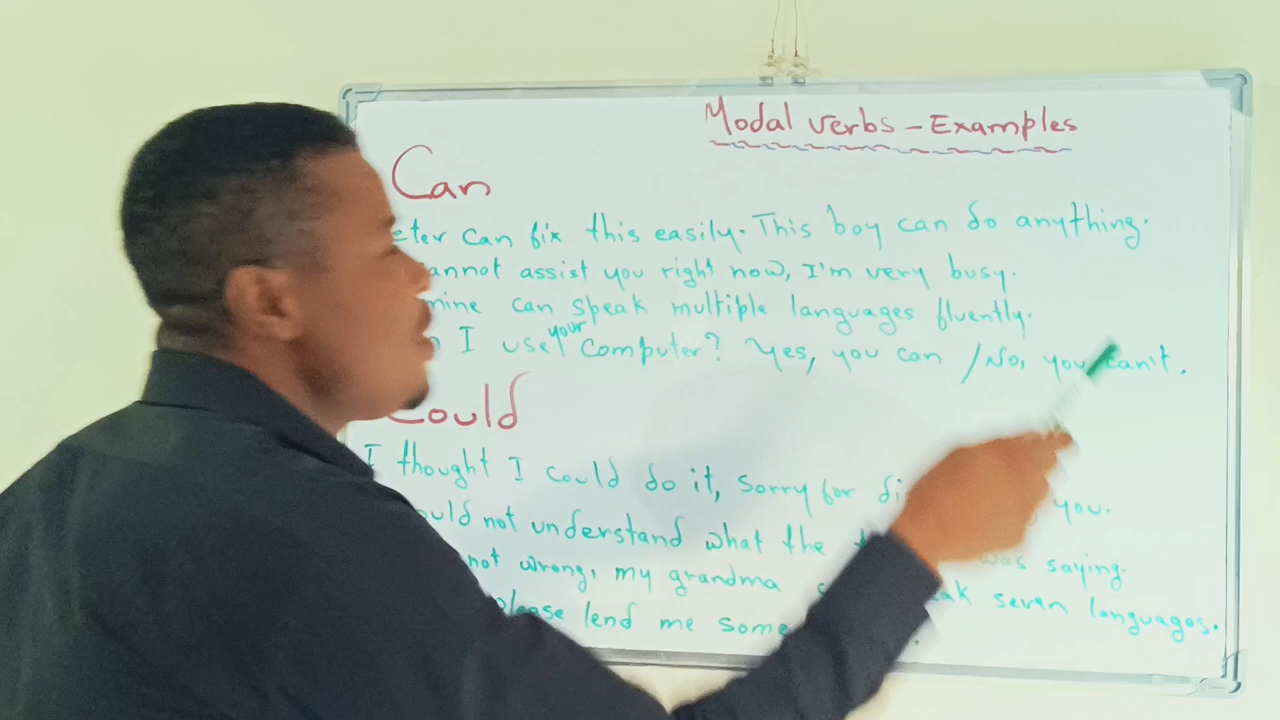 Modal verbs - Examples
Can
eter can fix this easily. This boy can do anything.
annot assist you right now, I'm very busy.
mine can speak multiple languages fluently.
I use your computer? Yes, you can / No, you can't.
Could
I thought I could do it, Sorry for di you.
ould not understand what the was saying.
not wrong, my grandma ak seven languages.
please lend me some